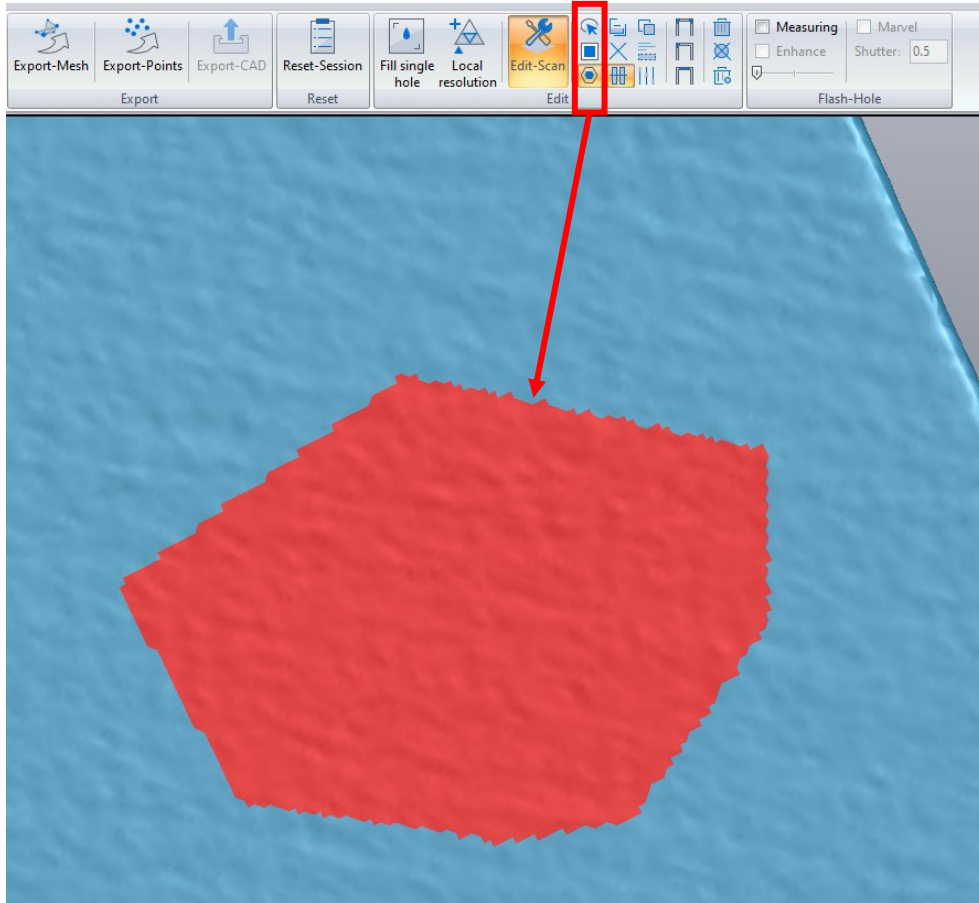 Export-Mesh
Export-Points
Export-CAD
Export
Reset-Session
Reset
Fill single
hole
Local
resolution
Edit-Scan
Edit
Measuring
Marvel
Enhance
Shutter: 0.5
Flash-Hole